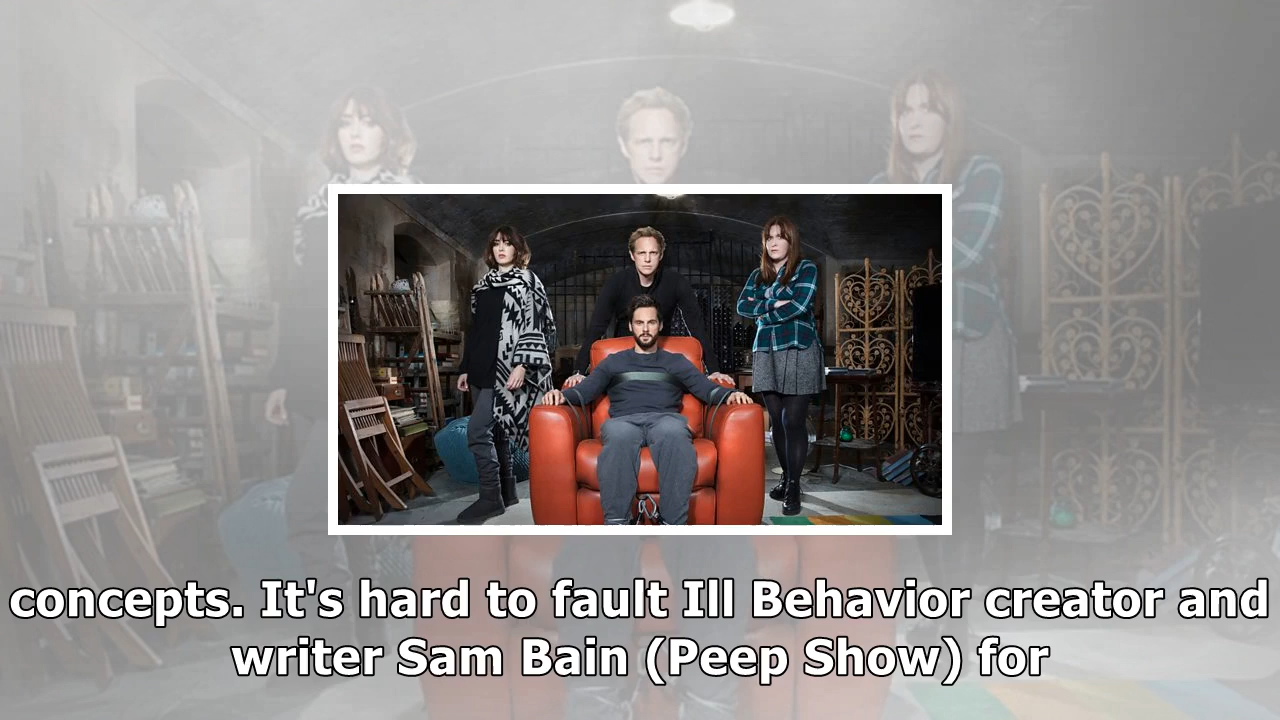 concepts. It's hard to fault Ill Behavior creator and
writer Sam Bain (Peep Show) for